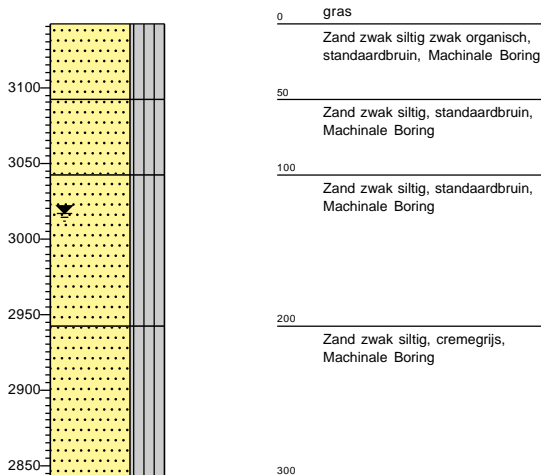 0 gras
Zand zwak siltig zwak organisch,
standaardbruin, Machinale Boring
3100
50
Zand zwak siltig, standaardbruin,
Machinale Boring
3050
100
Zand zwak siltig, standaardbruin,
Machinale Boring
3000
2950
200
Zand zwak siltig, cremegrijs,
Machinale Boring
2900
2850
300